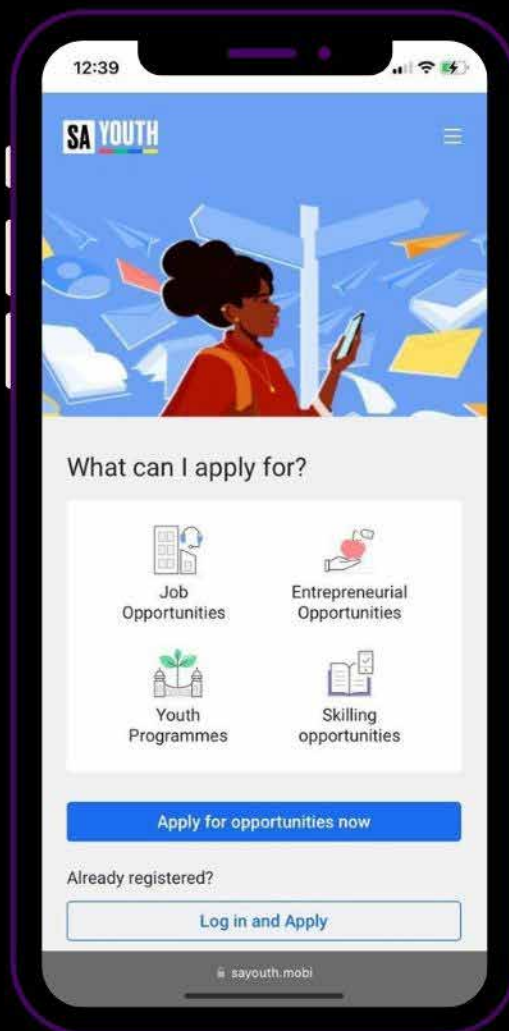 12:39
SA YOUTH
What can I apply for?
Job
Opportunities
Entrepreneurial
Opportunities
Youth
Programmes
Skilling
opportunities
Apply for opportunities now
Already registered?
Log in and Apply
sayouth.mobi